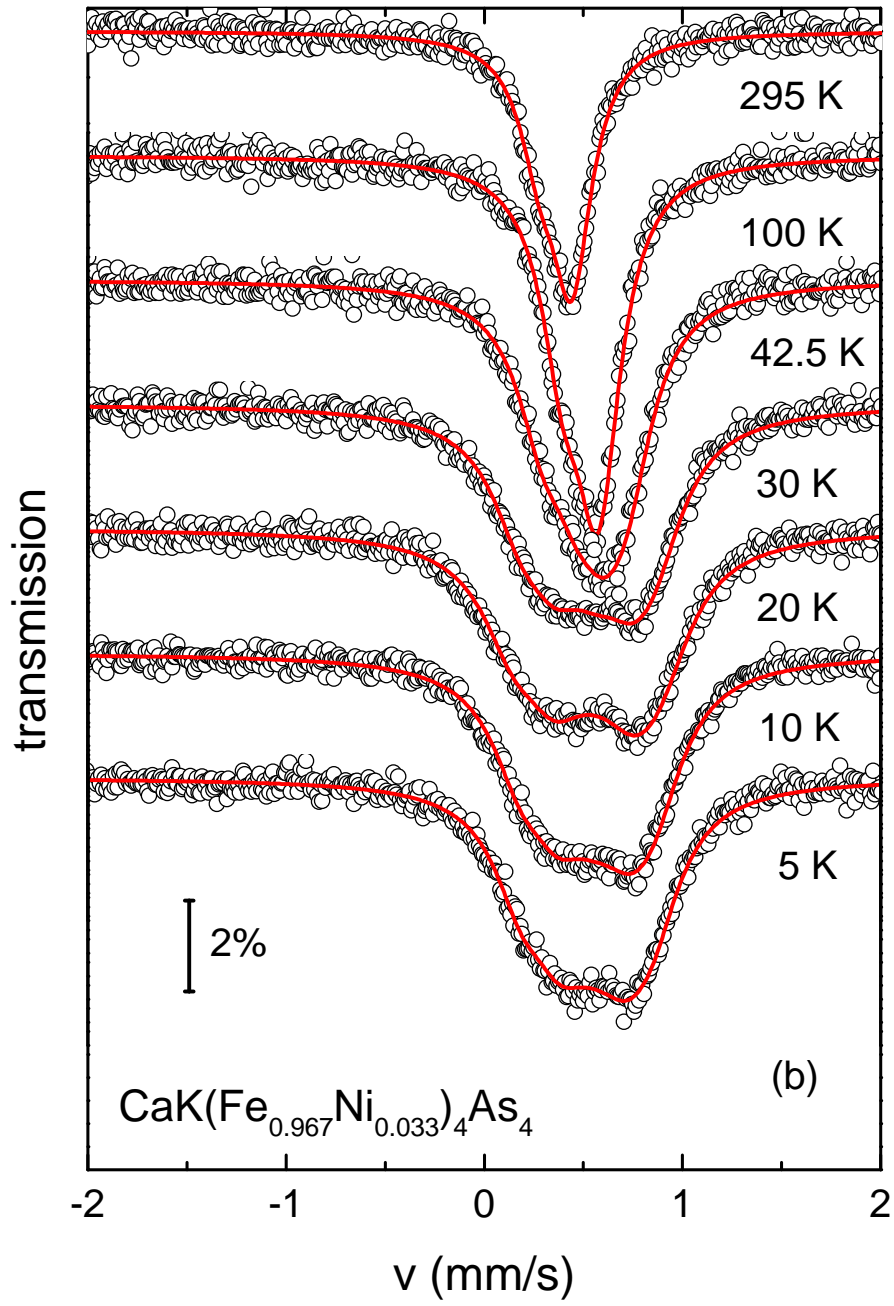 295 K
100 K
42.5 K
30 K
20 K
10 K
5 K
2%
(b)
CaK(Fe0.967Ni0.033)4As4
-2 -1 0 1 2
v (mm/s)
transmission